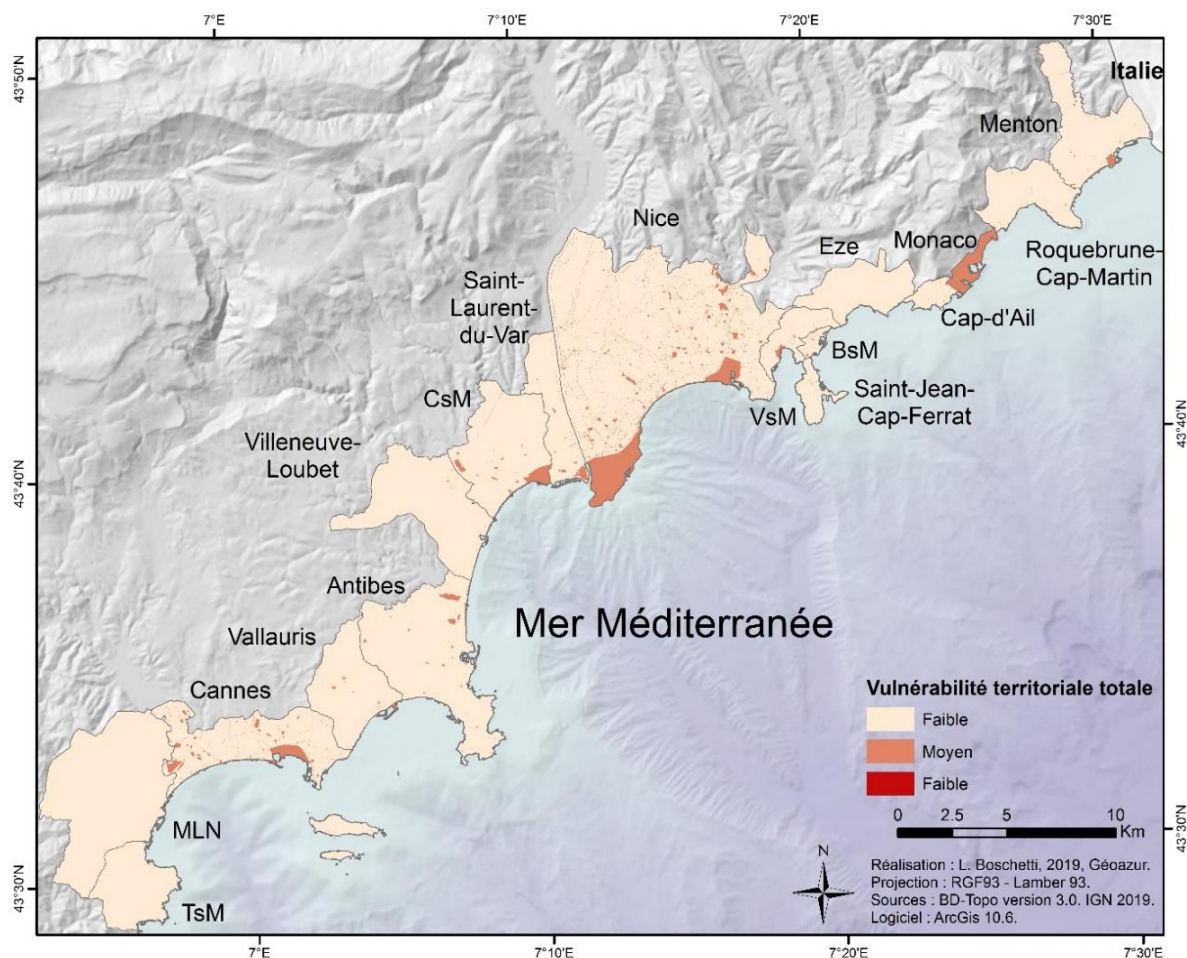 7°E
7°10'E
7°20'E
7°30'E
43°50'N
Italie
Menton
Nice
Eze
Monaco
Roquebrune-
Cap-Martin
Saint-
Laurent-
du-Var
Cap-d'Ail
BsM
CsM
Saint-Jean-
Cap-Ferrat
VsM
43°40'N
Villeneuve-
Loubet
43°40'N
Antibes
Mer Méditerranée
Vallauris
Cannes
Vulnérabilité territoriale totale
Faible
Moyen
Faible
0 2.5 5 10
Km
MLN
43°30'N
N
Réalisation : L. Boschetti, 2019, Géoazur.
Projection : RGF93 - Lamber 93.
Sources : BD-Topo version 3.0. IGN 2019.
Logiciel : ArcGis 10.6.
43°30'N
TsM
7°E
7°10'E
7°20'E
7°30'E